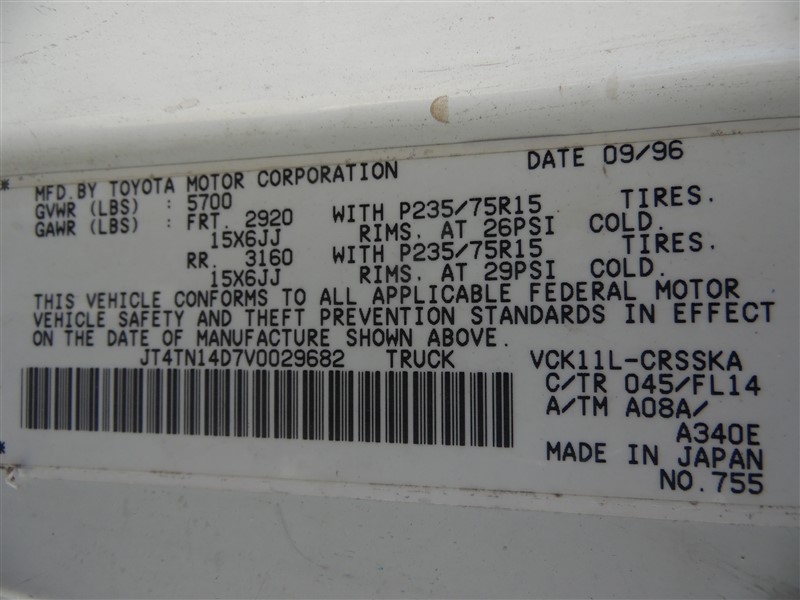 MFD. BY TOYOTA MOTOR CORPORATION DATE 09/96
GVWR (LBS) : 5700
GAWR (LBS) : FRT. 2920 WITH P235/75R15 TIRES.
15X6JJ RIMS. AT 26PSI COLD.
RR. 3160 WITH P235/75R15 TIRES.
15X6JJ RIMS. AT 29PSI COLD.
THIS VEHICLE CONFORMS TO ALL APPLICABLE FEDERAL MOTOR
VEHICLE SAFETY AND THEFT PREVENTION STANDARDS IN EFFECT
ON THE DATE OF MANUFACTURE SHOWN ABOVE.
JT4TN14D7V0029682 TRUCK VCK11L-CRSSKA
C/TR 045/FL14
A/TM A08A/
A340E
MADE IN JAPAN
NO.755